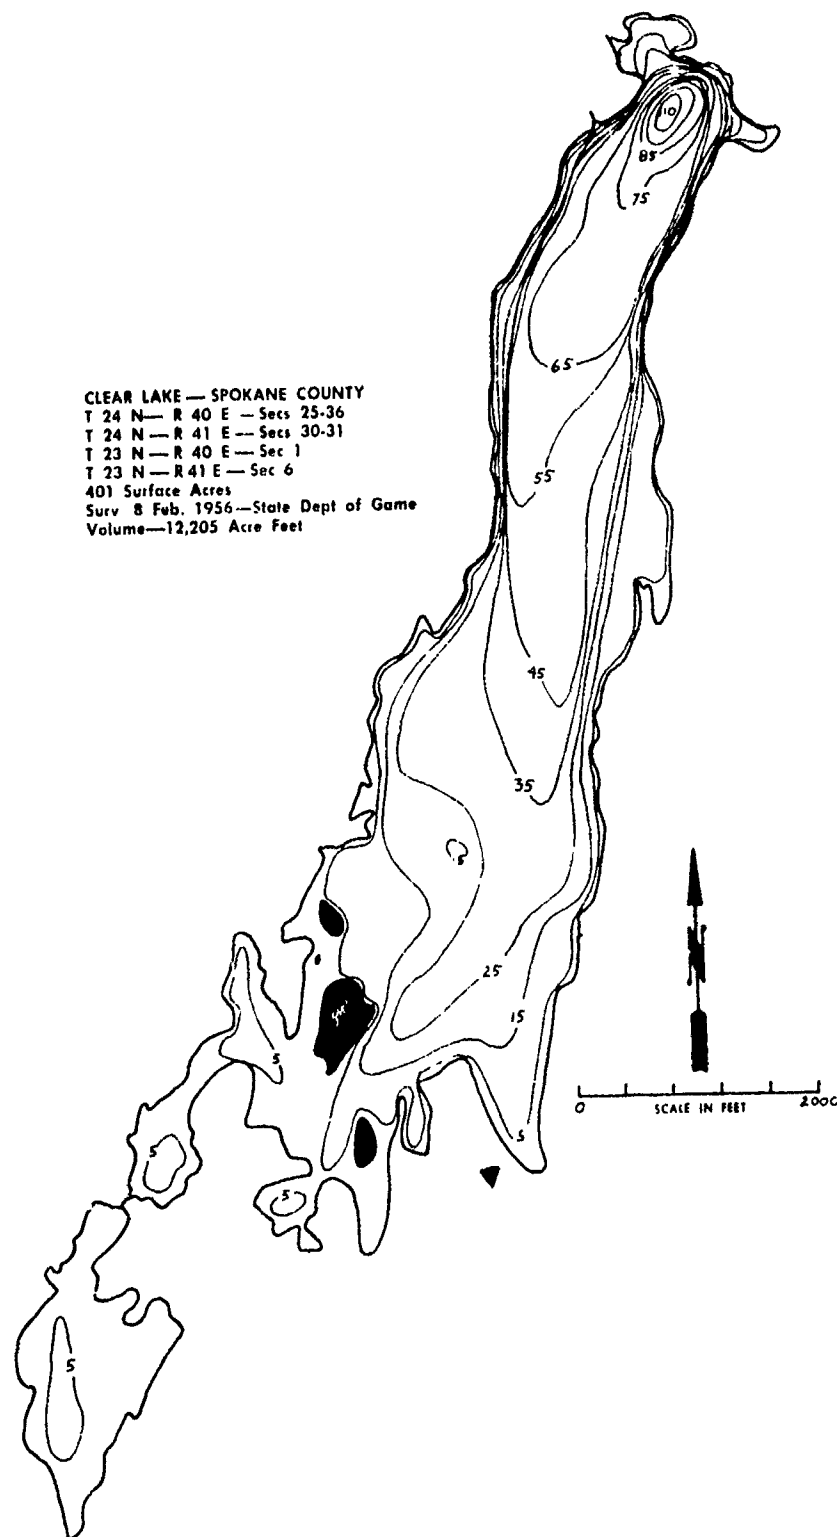 10
85
75
65
CLEAR LAKE — SPOKANE COUNTY
T 24 N — R 40 E — Secs 25-36
T 24 N — R 41 E — Secs 30-31
T 23 N — R 40 E — Sec 1
T 23 N — R 41 E — Sec 6
401 Surface Acres
Surv 8 Feb. 1956 — State Dept of Game
Volume — 12,205 Acre Feet
55
45
35
25
15
N
5
0 2000
SCALE IN FEET
5
5
5
5